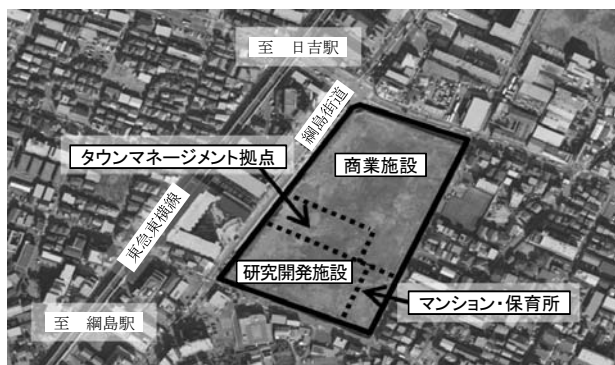 至 日吉駅
綱島街道
タウンマネージメント拠点
商業施設
東急東横線
研究開発施設
マンション・保育所
至 綱島駅